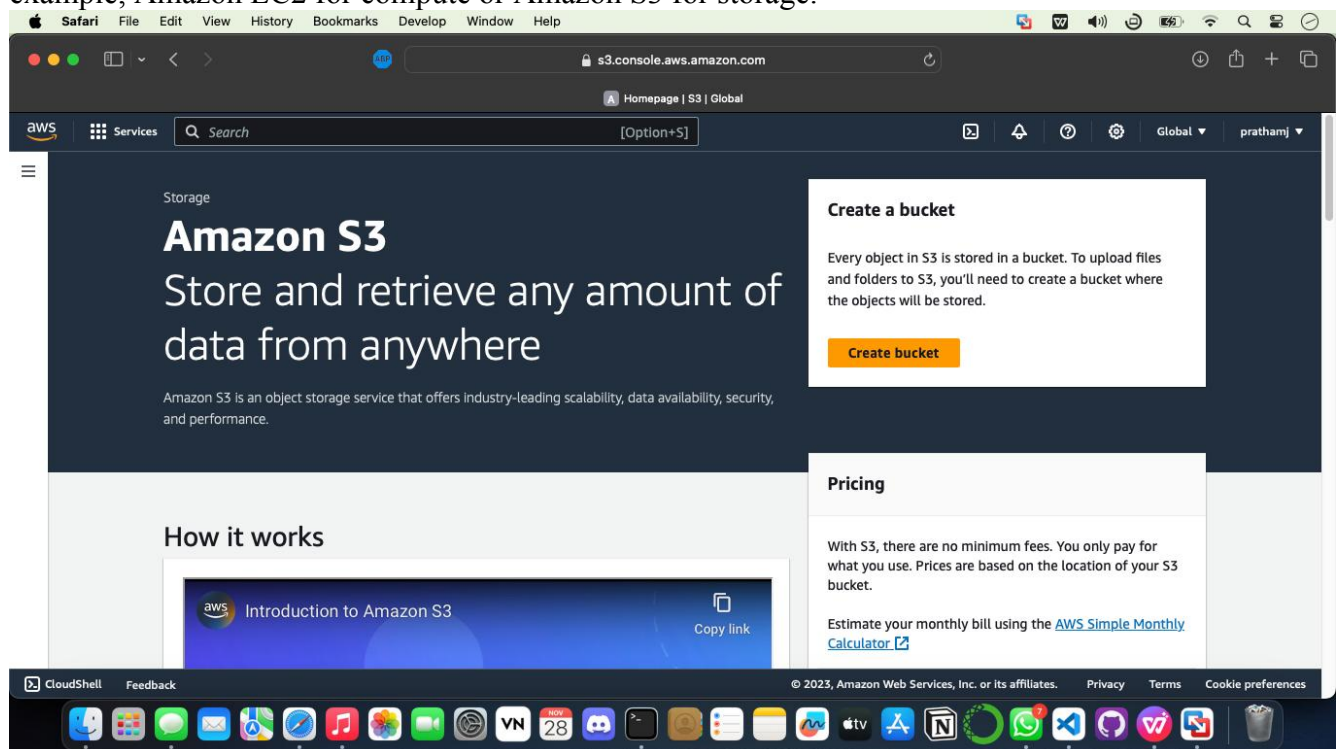 example, Amazon EC2 for compute or Amazon S3 for storage.
Safari File Edit View History Bookmarks Develop Window Help
ABP s3.console.aws.amazon.com
A Homepage | S3 | Global
aws Services Search [Option+S] Global ▼ prathamj ▼
Storage
Amazon S3
Store and retrieve any amount of
data from anywhere
Amazon S3 is an object storage service that offers industry-leading scalability, data availability, security,
and performance.
Create a bucket
Every object in S3 is stored in a bucket. To upload files
and folders to S3, you'll need to create a bucket where
the objects will be stored.
Create bucket
How it works
aws Introduction to Amazon S3
Copy link
Pricing
With S3, there are no minimum fees. You only pay for
what you use. Prices are based on the location of your S3
bucket.
Estimate your monthly bill using the AWS Simple Monthly
Calculator
CloudShell Feedback © 2023, Amazon Web Services, Inc. or its affiliates. Privacy Terms Cookie preferences
VN NOV 28 tv 7